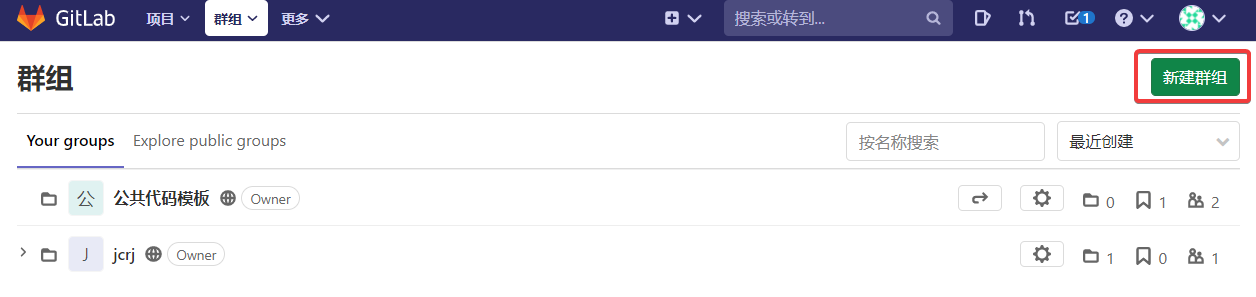 GitLab 项目 群组 更多 搜索或转到... 1
群组 新建群组
Your groups Explore public groups 按名称搜索 最近创建
公 公共代码模板 Owner 0 1 2
J jcrj Owner 1 0 1